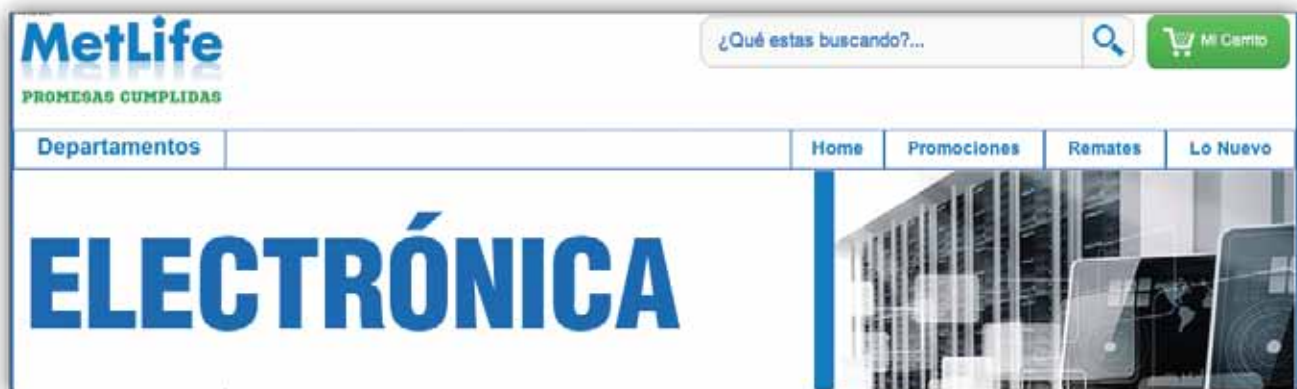 MetLife
PROMESAS CUMPLIDAS
¿Qué estas buscando?...
Mi Carrito
Departamentos
Home
Promociones
Remates
Lo Nuevo
ELECTRÓNICA